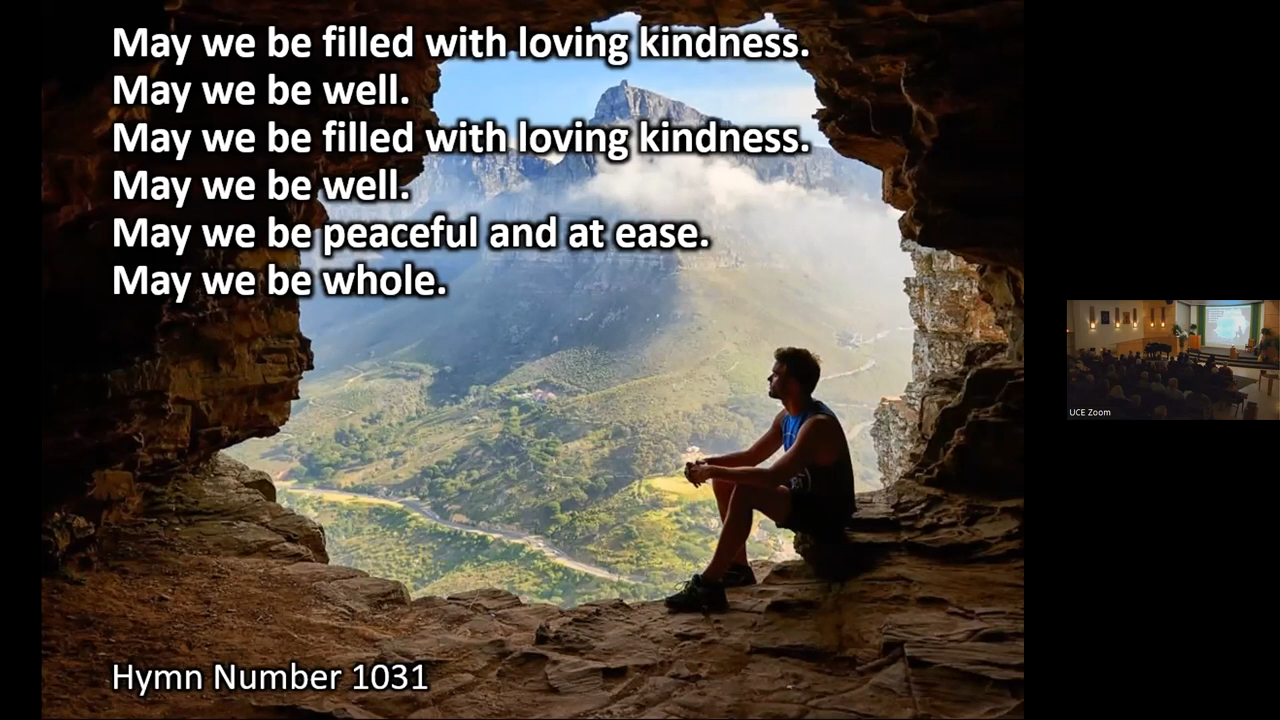 May we be filled with loving kindness.
May we be well.
May we be filled with loving kindness.
May we be well.
May we be peaceful and at ease.
May we be whole.
Hymn Number 1031
UCE Zoom